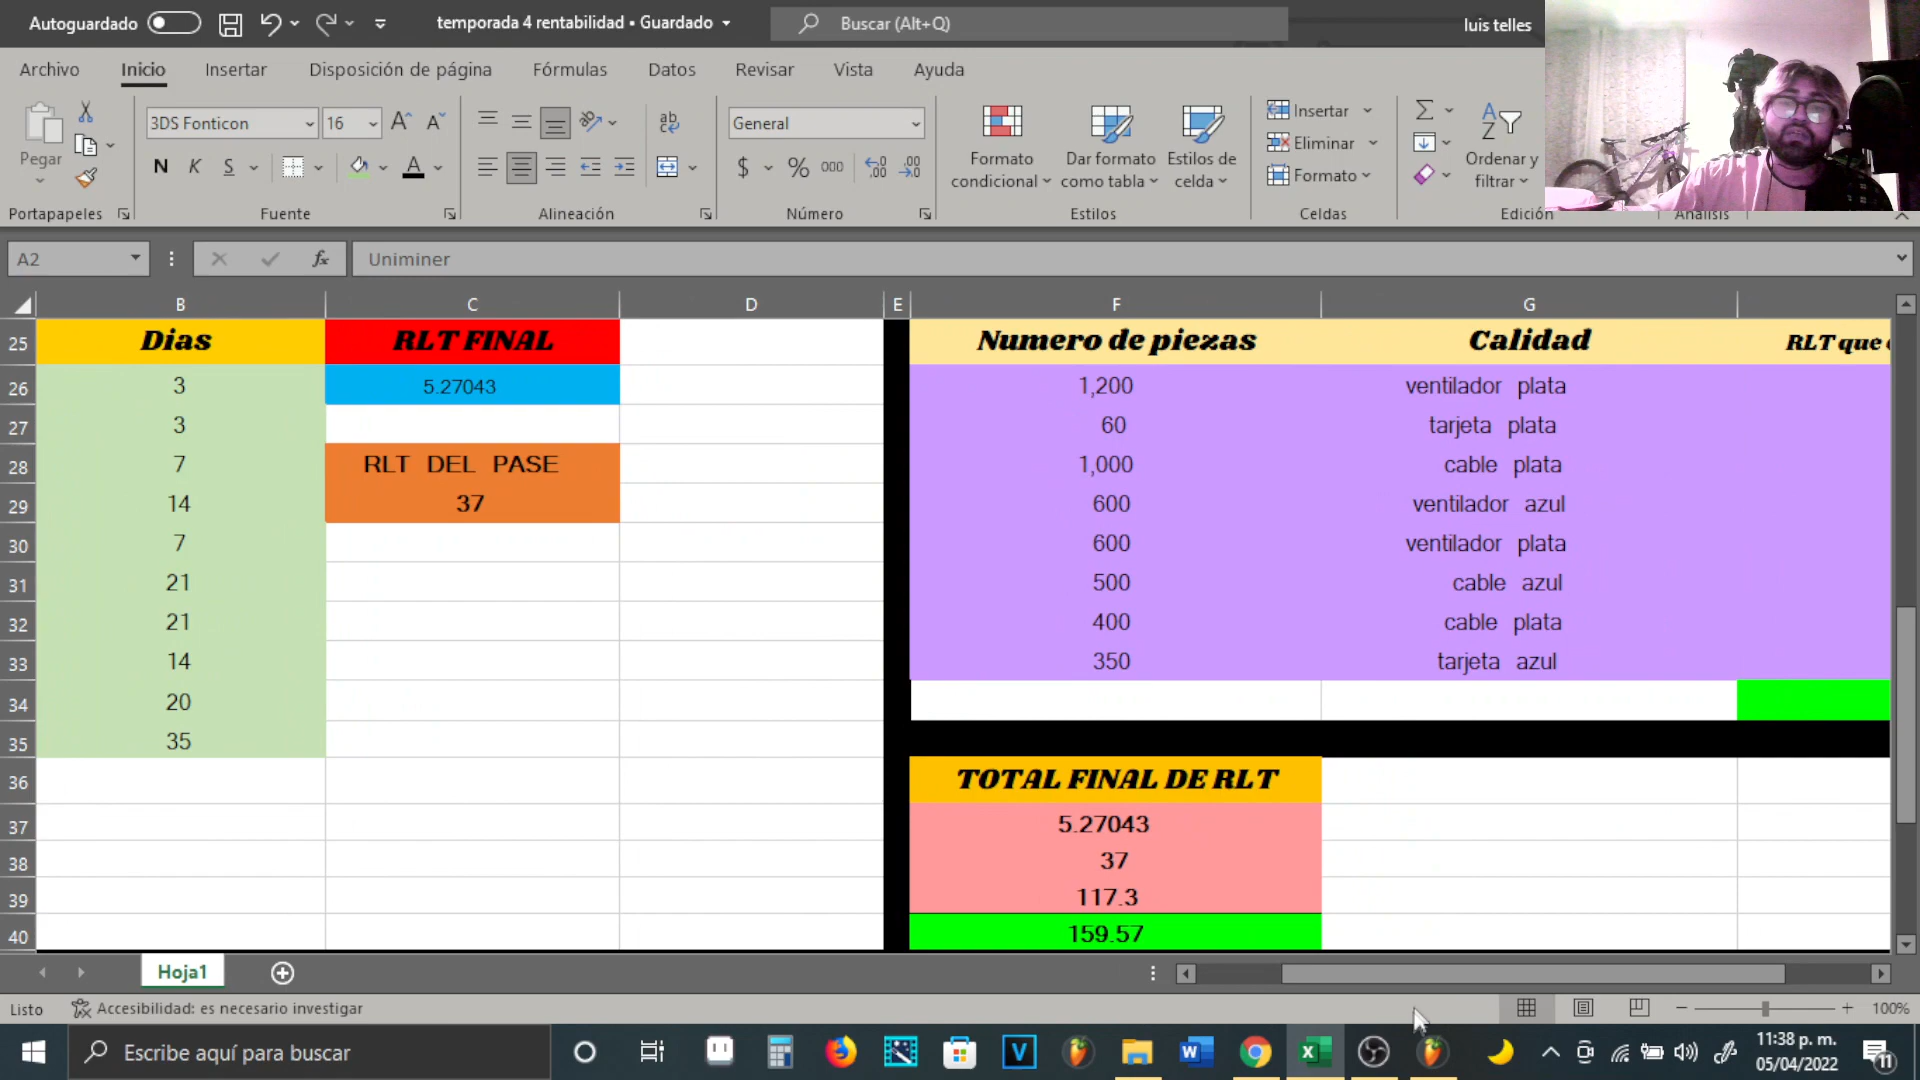 Autoguardado
temporada 4 rentabilidad • Guardado
Buscar (Alt+Q)
luis telles
Archivo Inicio Insertar Disposición de página Fórmulas Datos Revisar Vista Ayuda
Pegar
3DS Fonticon 16
General
N K S
$ % 000
Formato condicional
Dar formato como tabla
Estilos de celda
Insertar
Eliminar
Formato
Ordenar y filtrar
Portapapeles Fuente Alineación Número Estilos Celdas Edición Análisis
A2 fx Uniminer
B C D E F G
25 Dias RLT FINAL Numero de piezas Calidad RLT que
26 3 5.27043 1,200 ventilador plata
27 3 60 tarjeta plata
28 7 RLT DEL PASE 1,000 cable plata
29 14 37 600 ventilador azul
30 7 600 ventilador plata
31 21 500 cable azul
32 21 400 cable plata
33 14 350 tarjeta azul
34 20
35 35
36 TOTAL FINAL DE RLT
37 5.27043
38 37
39 117.3
40 159.57
Hoja1
Listo Accesibilidad: es necesario investigar 100%
Escribe aquí para buscar
11:38 p. m.
05/04/2022
11